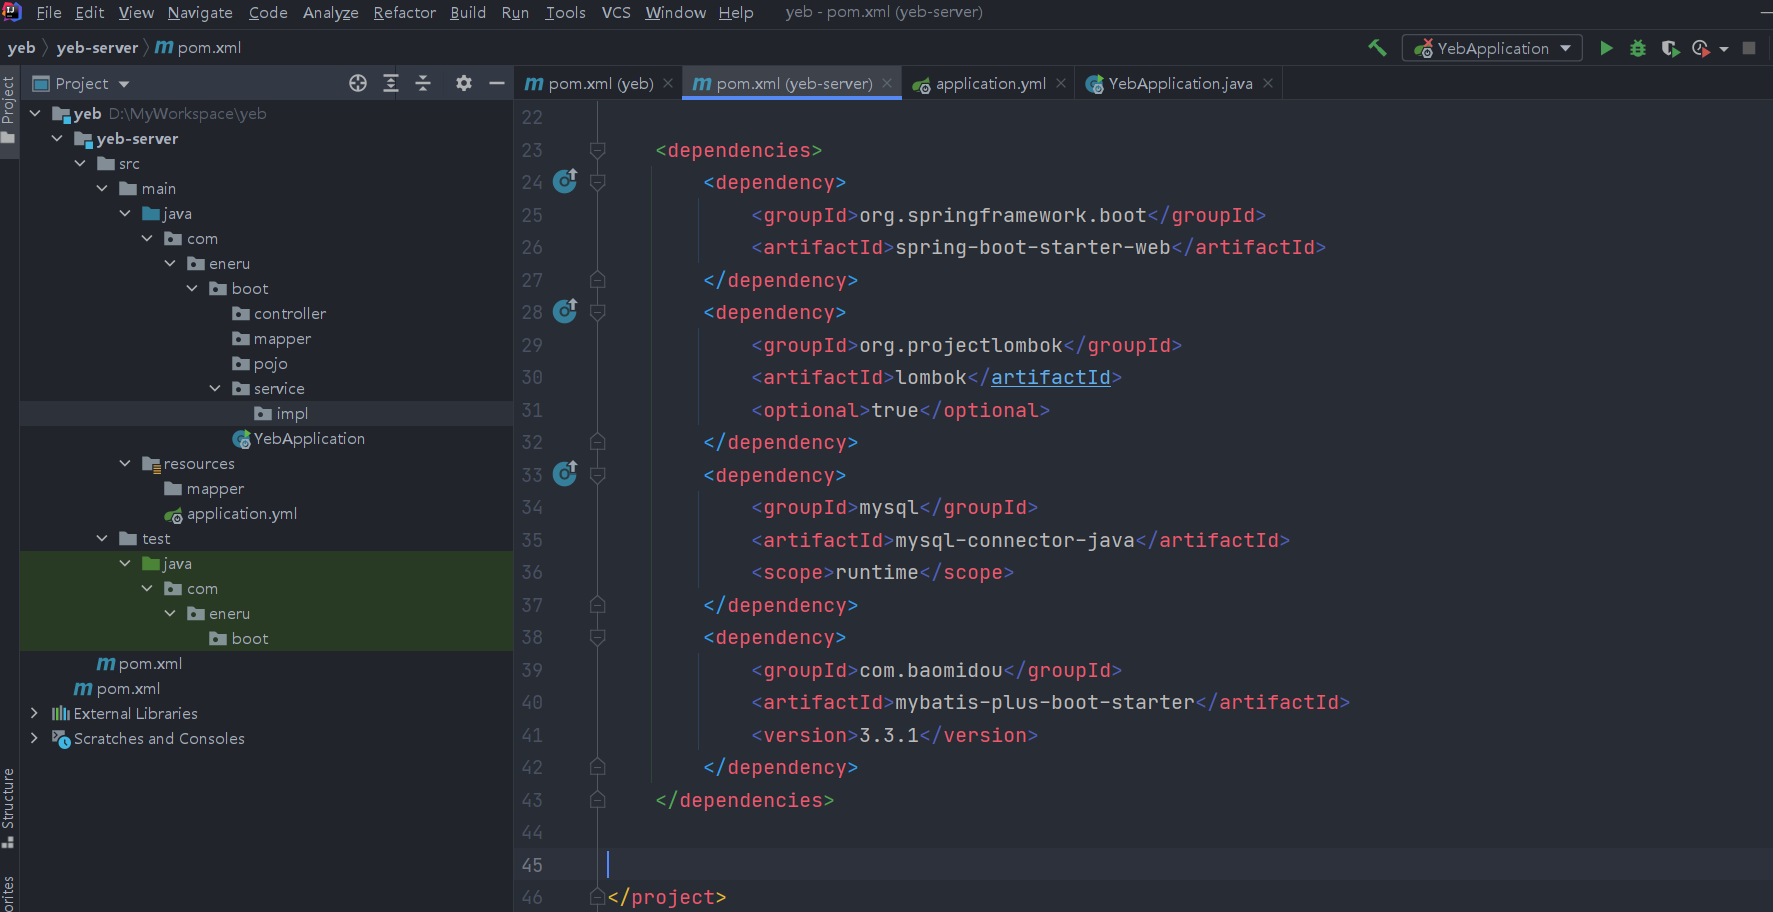 File Edit View Navigate Code Analyze Refactor Build Run Tools VCS Window Help yeb - pom.xml (yeb-server)
yeb yeb-server pom.xml YebApplication
Project
Project
pom.xml (yeb) pom.xml (yeb-server) application.yml YebApplication.java
yeb D:\MyWorkspace\yeb
yeb-server
src
main
java
com
eneru
boot
controller
mapper
pojo
service
impl
YebApplication
resources
mapper
application.yml
test
java
com
eneru
boot
pom.xml
pom.xml
External Libraries
Scratches and Consoles
Structure
22
23 <dependencies>
24 <dependency>
25 <groupId>org.springframework.boot</groupId>
26 <artifactId>spring-boot-starter-web</artifactId>
27 </dependency>
28 <dependency>
29 <groupId>org.projectlombok</groupId>
30 <artifactId>lombok</artifactId>
31 <optional>true</optional>
32 </dependency>
33 <dependency>
34 <groupId>mysql</groupId>
35 <artifactId>mysql-connector-java</artifactId>
36 <scope>runtime</scope>
37 </dependency>
38 <dependency>
39 <groupId>com.baomidou</groupId>
40 <artifactId>mybatis-plus-boot-starter</artifactId>
41 <version>3.3.1</version>
42 </dependency>
43 </dependencies>
44
45
46 </project>